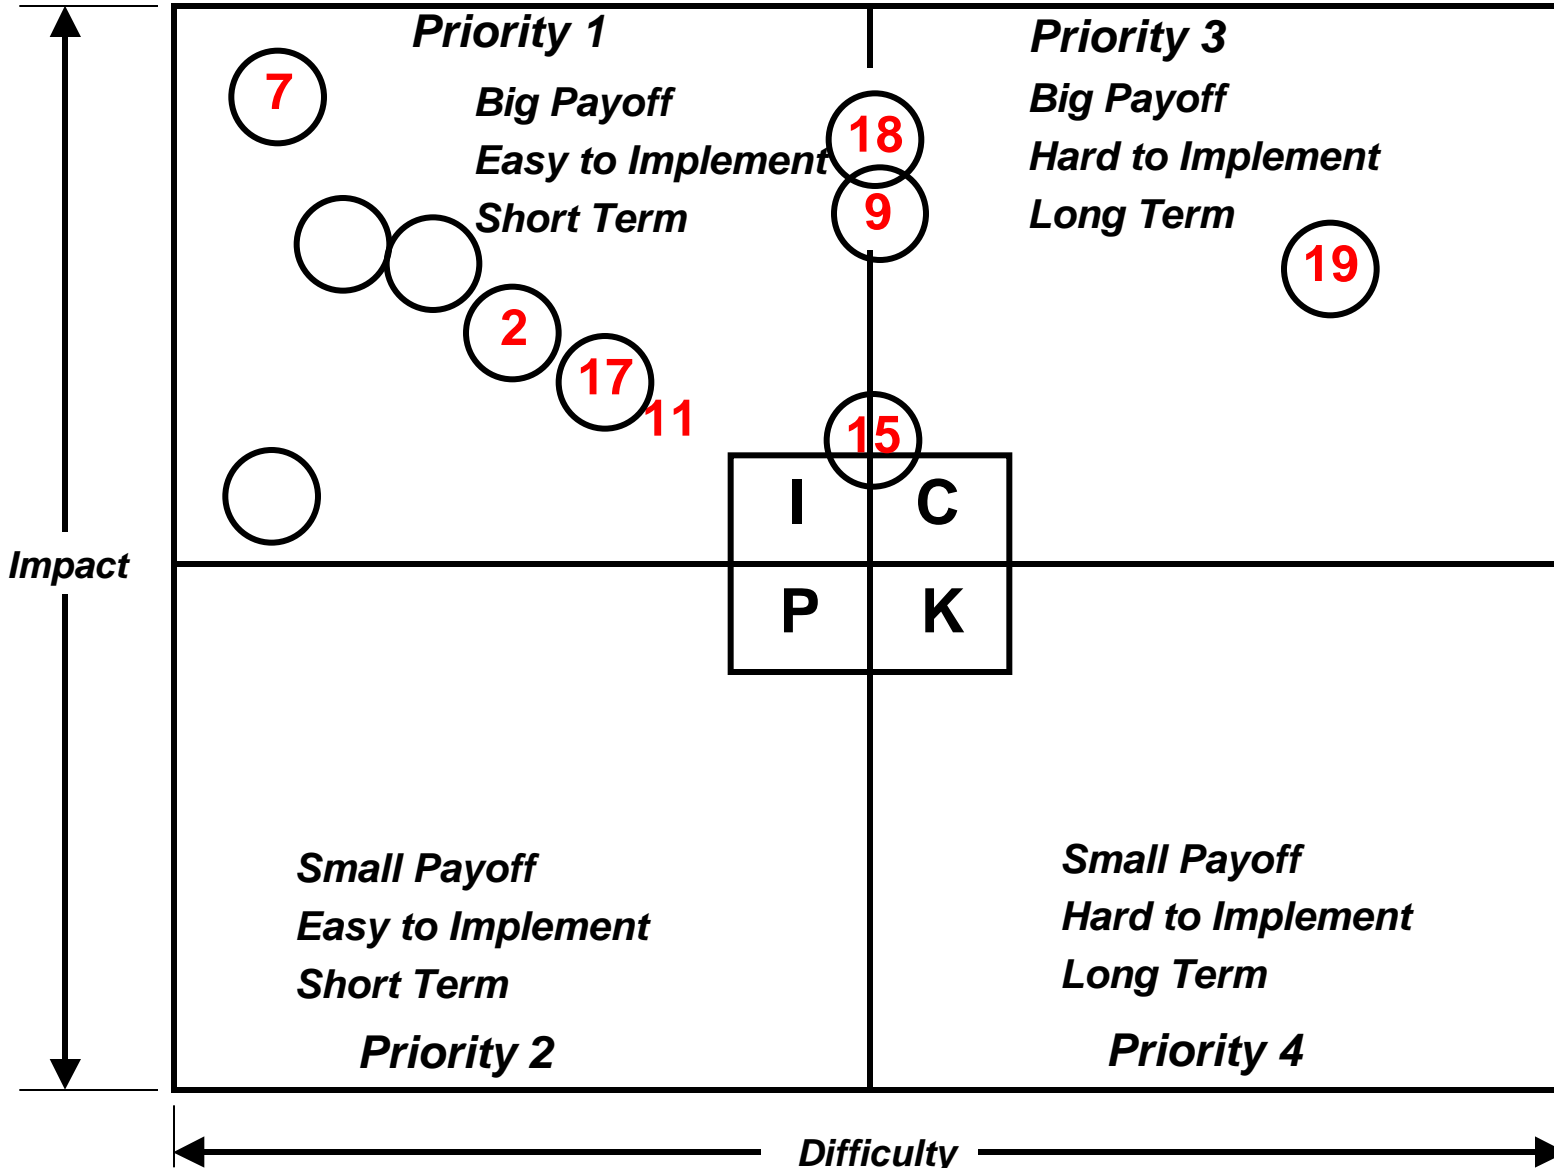 Priority 1
Big Payoff
Easy to Implement
Short Term
Priority 3
Big Payoff
Hard to Implement
Long Term
7
18
9
19
2
17
11
15
I
C
Impact
P
K
Small Payoff
Easy to Implement
Short Term
Priority 2
Small Payoff
Hard to Implement
Long Term
Priority 4
Difficulty